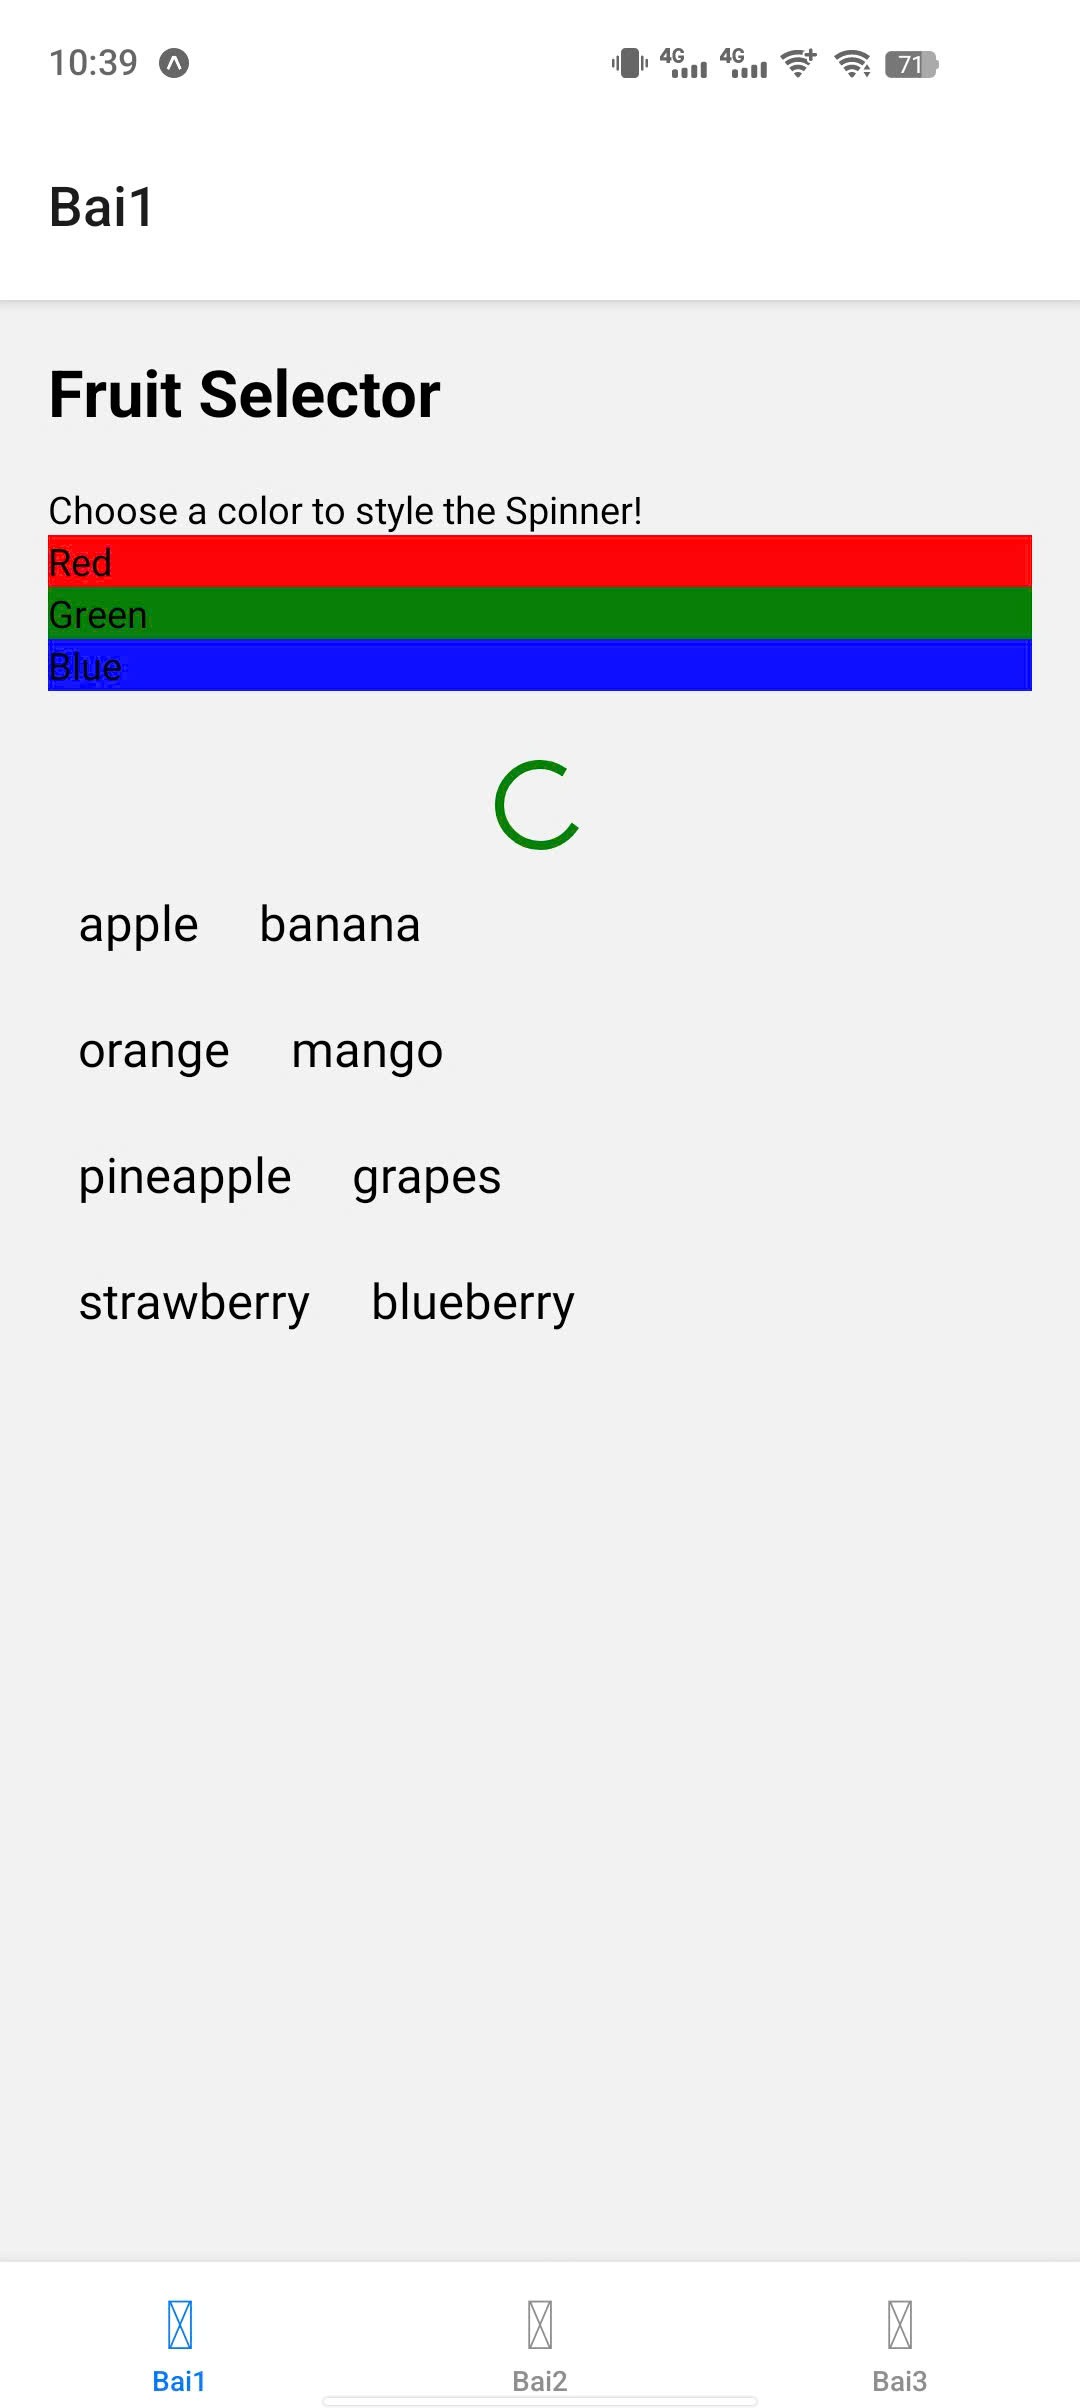 10:39 4G 4G 71
Bai1
Fruit Selector
Choose a color to style the Spinner!
Red
Green
Blue
apple banana
orange mango
pineapple grapes
strawberry blueberry
Bai1 Bai2 Bai3